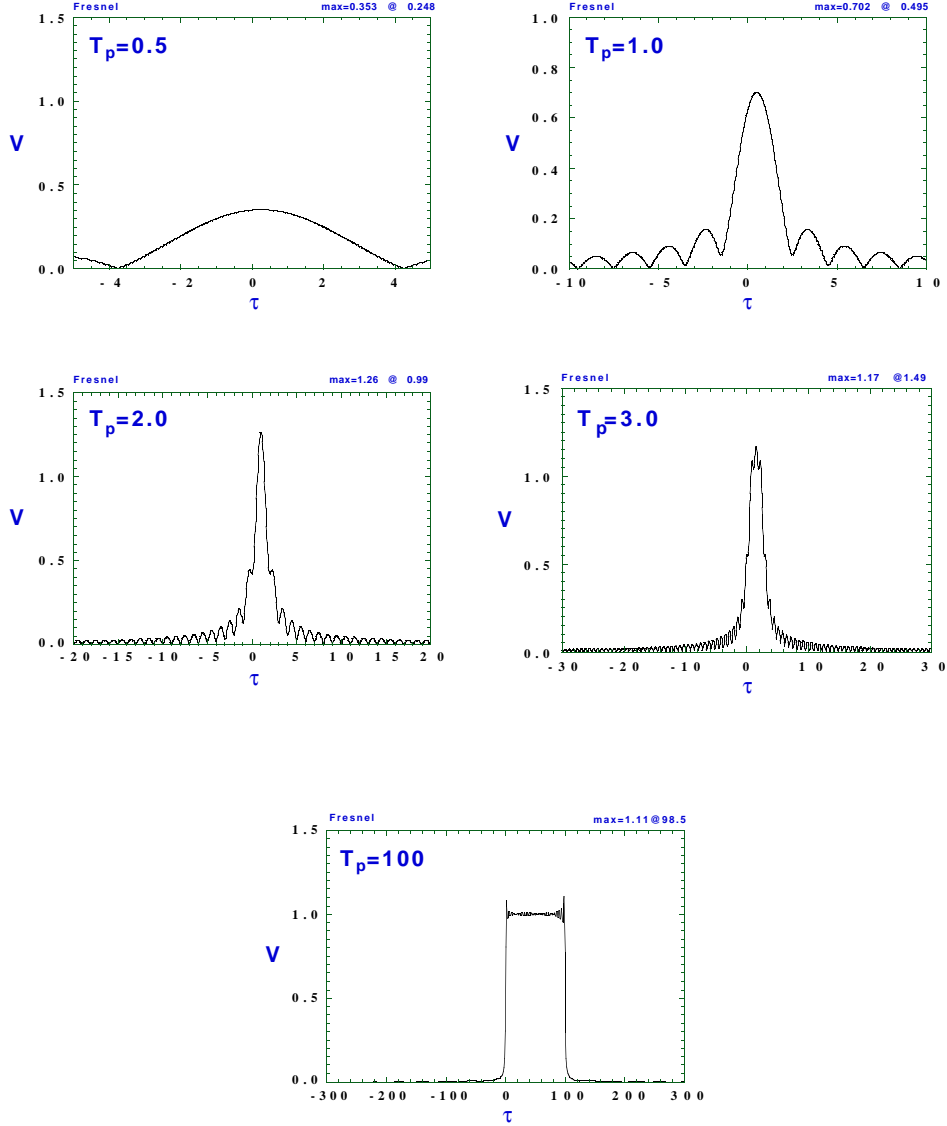 Fresnel max=0.353 @ 0.248
T_p=0.5
1.5
1.0
V
0.5
0.0
-4 -2 0 2 4
τ
Fresnel max=0.702 @ 0.495
T_p=1.0
1.0
0.8
0.6
V
0.4
0.2
0.0
-10 -5 0 5 10
τ
Fresnel max=1.26 @ 0.99
T_p=2.0
1.5
1.0
V
0.5
0.0
-20 -15 -10 -5 0 5 10 15 20
τ
Fresnel max=1.17 @1.49
T_p=3.0
1.5
1.0
V
0.5
0.0
-30 -20 -10 0 10 20 30
τ
Fresnel max=1.11@98.5
T_p=100
1.5
1.0
V
0.5
0.0
-300 -200 -100 0 100 200 300
τ